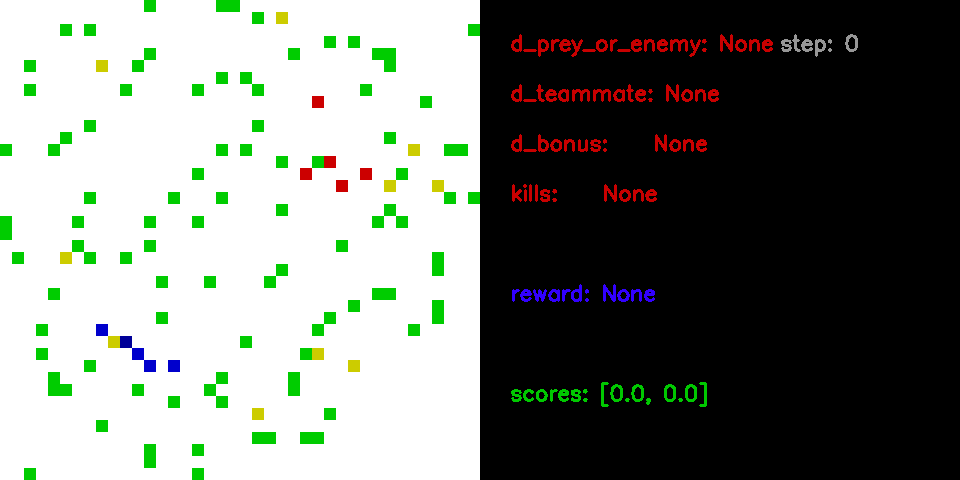 d_prey_or_enemy: None step: 0
d_teammate: None
d_bonus: None
kills: None
reward: None
scores: [0.0, 0.0]